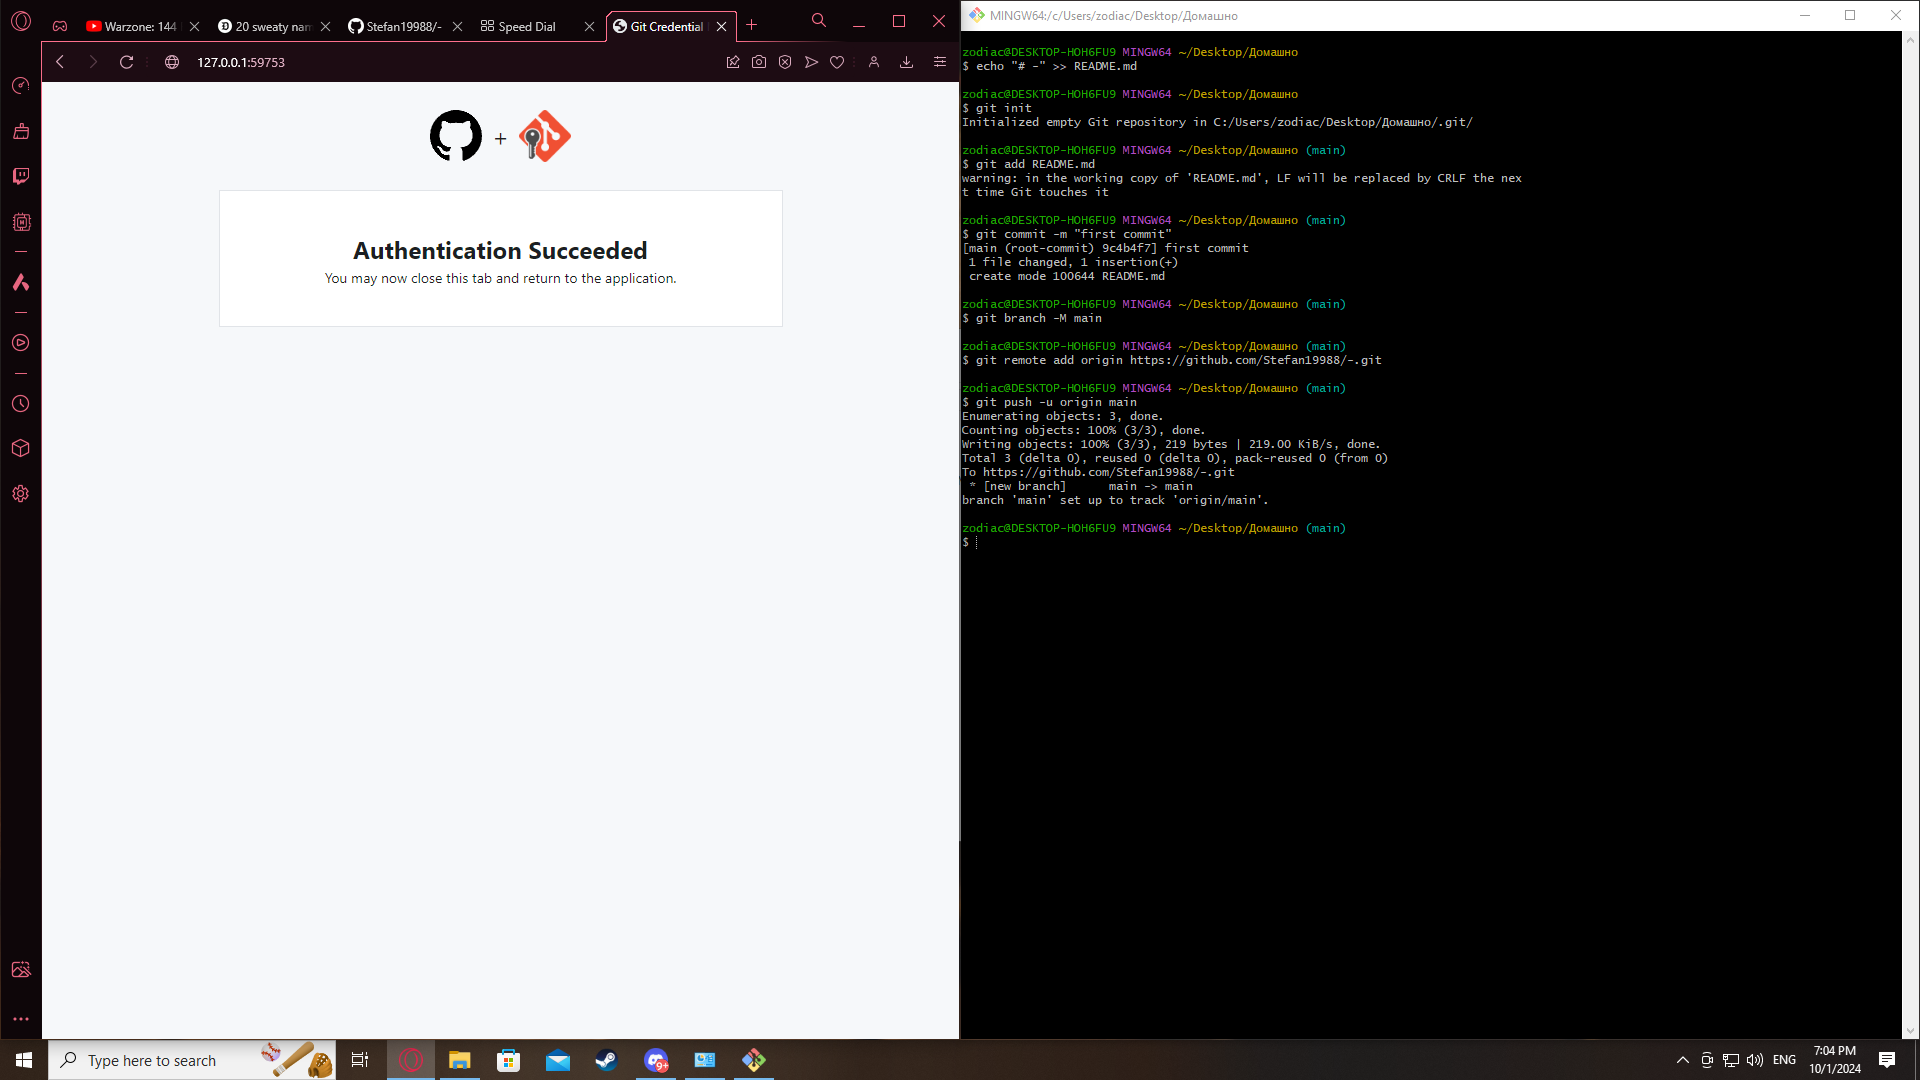 Warzone: 144
20 sweaty nam
Stefan19988/-
Speed Dial
Git Credential
127.0.0.1:59753
+
Authentication Succeeded
You may now close this tab and return to the application.
MINGW64:/c/Users/zodiac/Desktop/Домашно
zodiac@DESKTOP-HOH6FU9 MINGW64 ~/Desktop/Домашно
$ echo "# -" >> README.md
zodiac@DESKTOP-HOH6FU9 MINGW64 ~/Desktop/Домашно
$ git init
Initialized empty Git repository in C:/Users/zodiac/Desktop/Домашно/.git/
zodiac@DESKTOP-HOH6FU9 MINGW64 ~/Desktop/Домашно (main)
$ git add README.md
warning: in the working copy of 'README.md', LF will be replaced by CRLF the nex
t time Git touches it
zodiac@DESKTOP-HOH6FU9 MINGW64 ~/Desktop/Домашно (main)
$ git commit -m "first commit"
[main (root-commit) 9c4b4f7] first commit
1 file changed, 1 insertion(+)
create mode 100644 README.md
zodiac@DESKTOP-HOH6FU9 MINGW64 ~/Desktop/Домашно (main)
$ git branch -M main
zodiac@DESKTOP-HOH6FU9 MINGW64 ~/Desktop/Домашно (main)
$ git remote add origin https://github.com/Stefan19988/-.git
zodiac@DESKTOP-HOH6FU9 MINGW64 ~/Desktop/Домашно (main)
$ git push -u origin main
Enumerating objects: 3, done.
Counting objects: 100% (3/3), done.
Writing objects: 100% (3/3), 219 bytes | 219.00 KiB/s, done.
Total 3 (delta 0), reused 0 (delta 0), pack-reused 0 (from 0)
To https://github.com/Stefan19988/-.git
* [new branch]      main -> main
branch 'main' set up to track 'origin/main'.
zodiac@DESKTOP-HOH6FU9 MINGW64 ~/Desktop/Домашно (main)
$
Type here to search
9+
ENG
7:04 PM
10/1/2024